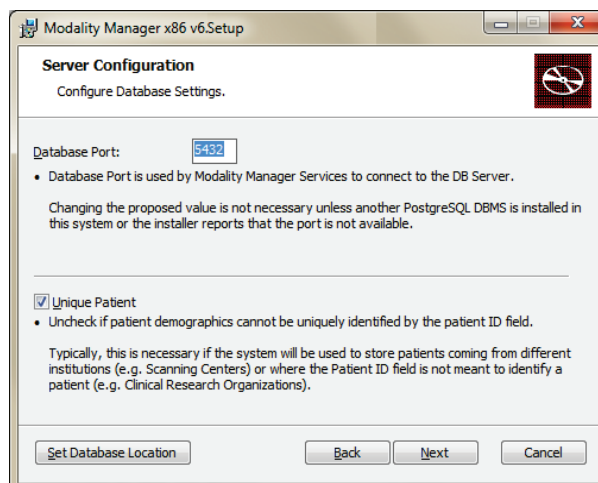 Modality Manager x86 v6.Setup
Server Configuration
Configure Database Settings.
Database Port:
5432
• Database Port is used by Modality Manager Services to connect to the DB Server.
Changing the proposed value is not necessary unless another PostgreSQL DBMS is installed in
this system or the installer reports that the port is not available.
Unique Patient
• Uncheck if patient demographics cannot be uniquely identified by the patient ID field.
Typically, this is necessary if the system will be used to store patients coming from different
institutions (e.g. Scanning Centers) or where the Patient ID field is not meant to identify a
patient (e.g. Clinical Research Organizations).
Set Database Location
Back
Next
Cancel